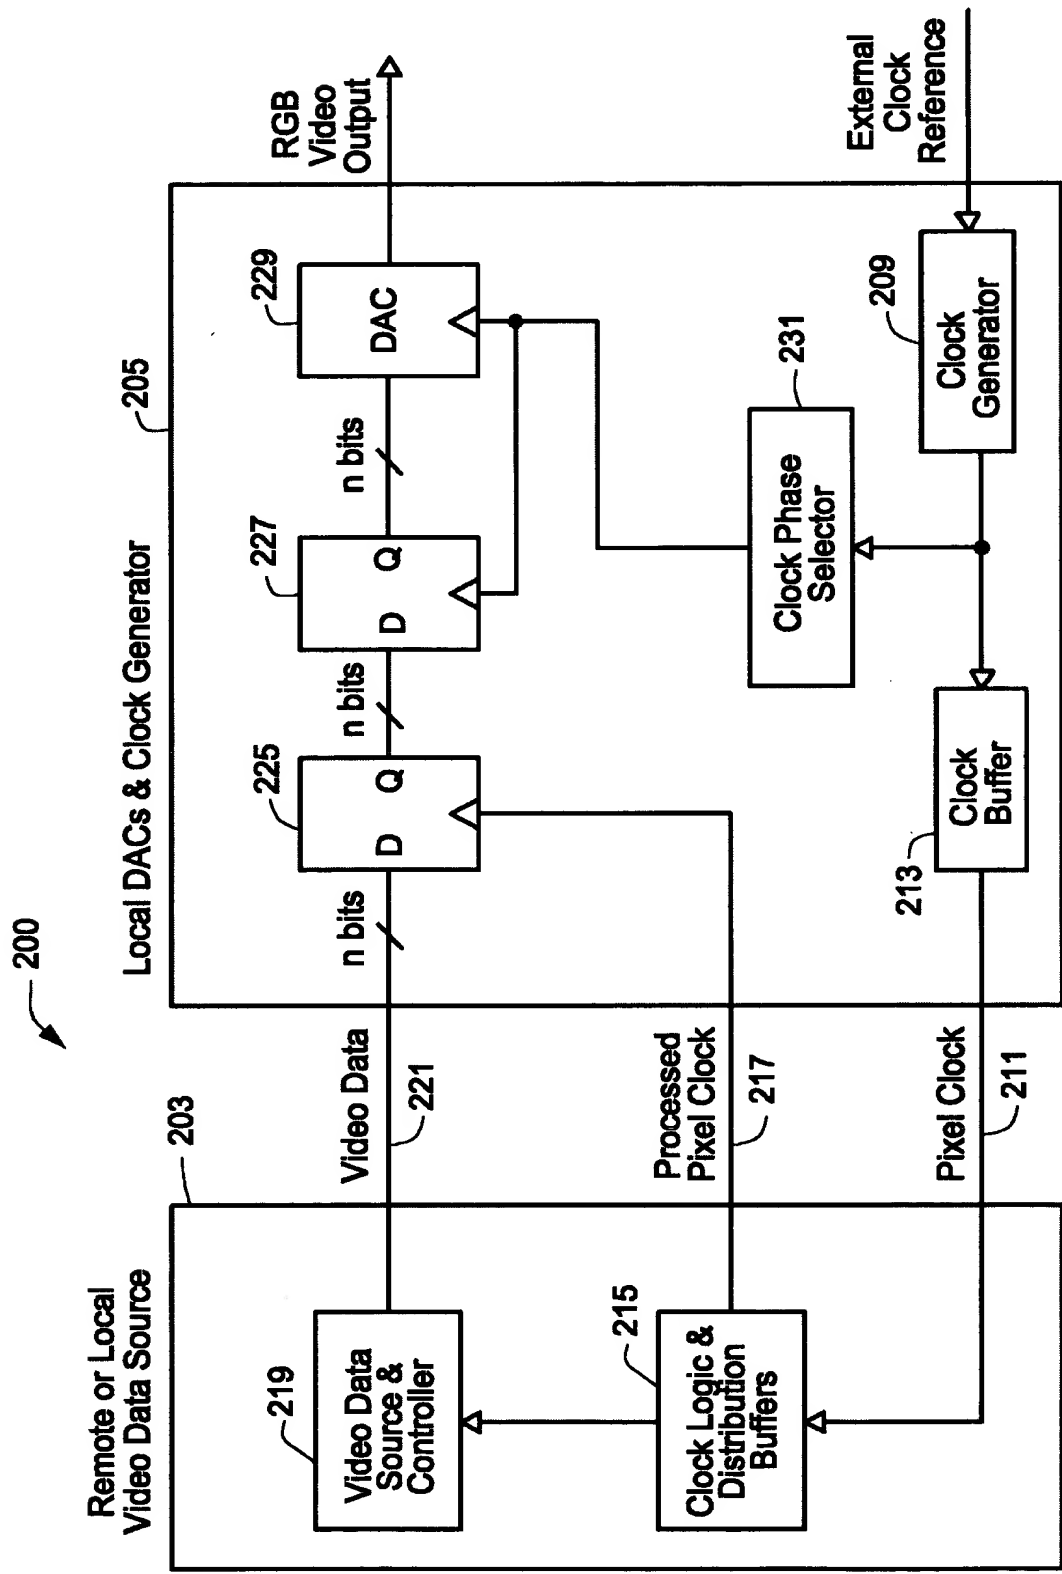 200
Remote or Local
Video Data Source
203
219
Video Data
Source &
Controller
215
Clock Logic &
Distribution
Buffers
Video Data
221
Processed
Pixel Clock
217
Pixel Clock
211
Local DACs & Clock Generator
205
n bits
225
D Q
n bits
227
D Q
n bits
229
DAC
RGB
Video
Output
231
Clock Phase
Selector
213
Clock
Buffer
209
Clock
Generator
External
Clock
Reference